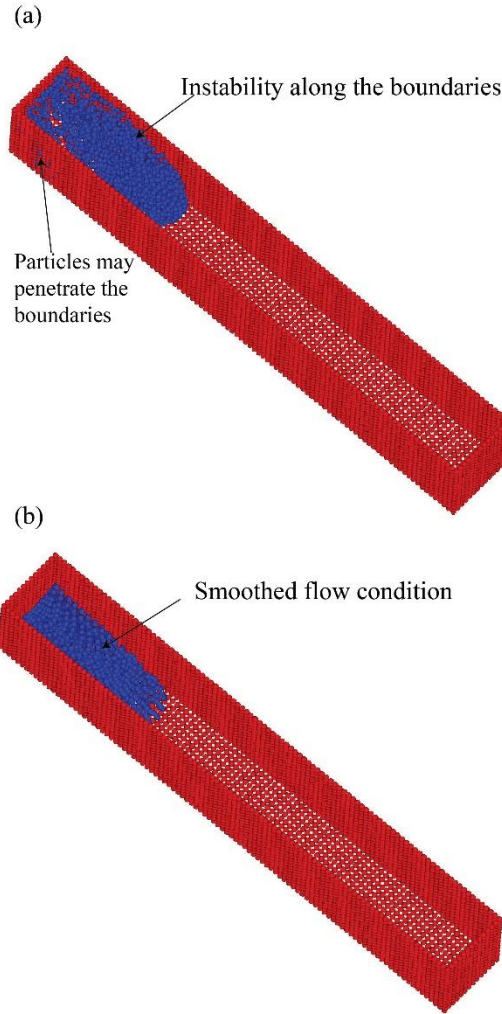 (a)
Instability along the boundaries
Particles may
penetrate the
boundaries
(b)
Smoothed flow condition